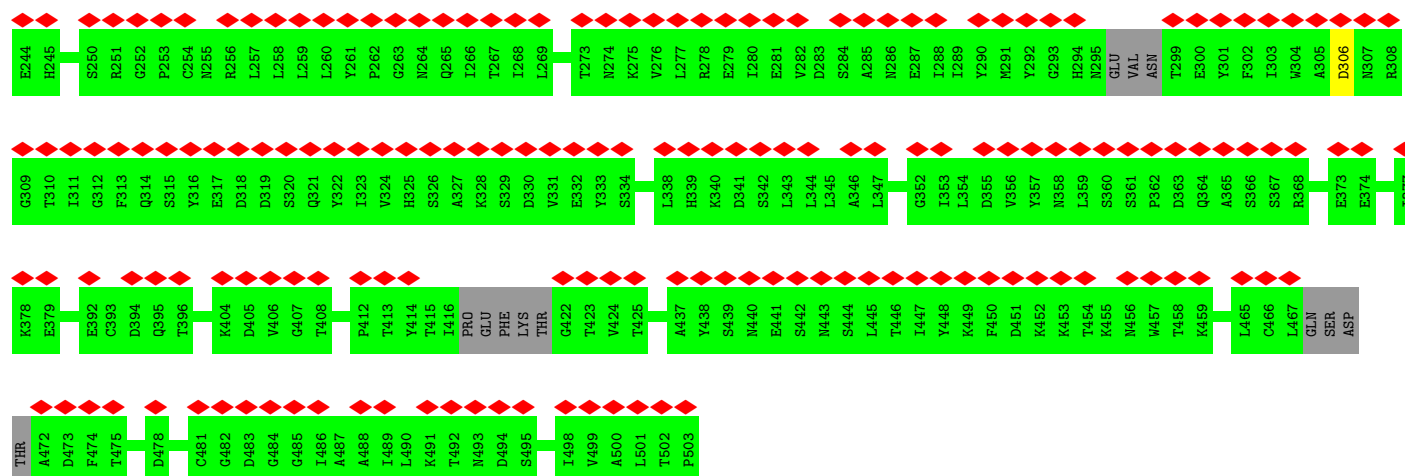 E244 H245 S250 R251 G252 P253 C254 N255 R256 L257 L258 L259 L260 Y261 P262 G263 N264 Q265 I266 T267 I268 L269 T273 N274 K275 V276 L277 R278 E279 I280 E281 V282 D283 S284 A285 N286 E287 I288 I289 Y290 M291 Y292 G293 H294 N295 GLU VAL ASN T299 E300 Y301 F302 I303 W304 A305 D306 N307 R308
G309 T310 I311 G312 F313 Q314 S315 Y316 E317 D318 D319 S320 Q321 Y322 I323 V324 H325 S326 A327 K328 S329 D330 V331 E332 Y333 S334 L338 H339 K340 D341 S342 L343 L344 L345 A346 L347 G352 I353 L354 D355 V356 Y357 N358 L359 S360 S361 P362 D363 Q364 A365 S366 S367 R368 E373 E374
K378 E379 E392 C393 D394 Q395 T396 K404 D405 V406 G407 T408 P412 T413 Y414 T415 I416 PRO GLU PHE LYS THR G422 T423 V424 T425 A437 Y438 S439 N440 E441 S442 N443 S444 L445 T446 I447 Y448 K449 F450 D451 K452 K453 T454 K455 N456 W457 T458 K459 L465 C466 L467 GLN SER ASP
THR A472 D473 F474 T475 D478 C481 G482 D483 G484 G485 I486 A487 A488 I489 L490 K491 T492 N493 D494 S495 I498 V499 A500 L501 T502 P503